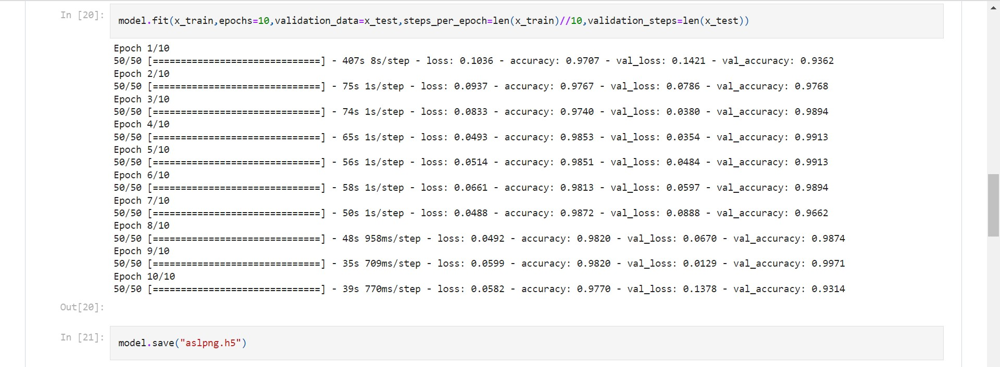 In [20]:
model.fit(x_train,epochs=10,validation_data=x_test,steps_per_epoch=len(x_train)//10,validation_steps=len(x_test))
Epoch 1/10
50/50 [==============================] - 407s 8s/step - loss: 0.1036 - accuracy: 0.9707 - val_loss: 0.1421 - val_accuracy: 0.9362
Epoch 2/10
50/50 [==============================] - 75s 1s/step - loss: 0.0937 - accuracy: 0.9767 - val_loss: 0.0786 - val_accuracy: 0.9768
Epoch 3/10
50/50 [==============================] - 74s 1s/step - loss: 0.0833 - accuracy: 0.9740 - val_loss: 0.0380 - val_accuracy: 0.9894
Epoch 4/10
50/50 [==============================] - 65s 1s/step - loss: 0.0493 - accuracy: 0.9853 - val_loss: 0.0354 - val_accuracy: 0.9913
Epoch 5/10
50/50 [==============================] - 56s 1s/step - loss: 0.0514 - accuracy: 0.9851 - val_loss: 0.0484 - val_accuracy: 0.9913
Epoch 6/10
50/50 [==============================] - 58s 1s/step - loss: 0.0661 - accuracy: 0.9813 - val_loss: 0.0597 - val_accuracy: 0.9894
Epoch 7/10
50/50 [==============================] - 50s 1s/step - loss: 0.0488 - accuracy: 0.9872 - val_loss: 0.0888 - val_accuracy: 0.9662
Epoch 8/10
50/50 [==============================] - 48s 958ms/step - loss: 0.0492 - accuracy: 0.9820 - val_loss: 0.0670 - val_accuracy: 0.9874
Epoch 9/10
50/50 [==============================] - 35s 709ms/step - loss: 0.0599 - accuracy: 0.9820 - val_loss: 0.0129 - val_accuracy: 0.9971
Epoch 10/10
50/50 [==============================] - 39s 770ms/step - loss: 0.0582 - accuracy: 0.9770 - val_loss: 0.1378 - val_accuracy: 0.9314
Out[20]:
In [21]:
model.save("aslpng.h5")